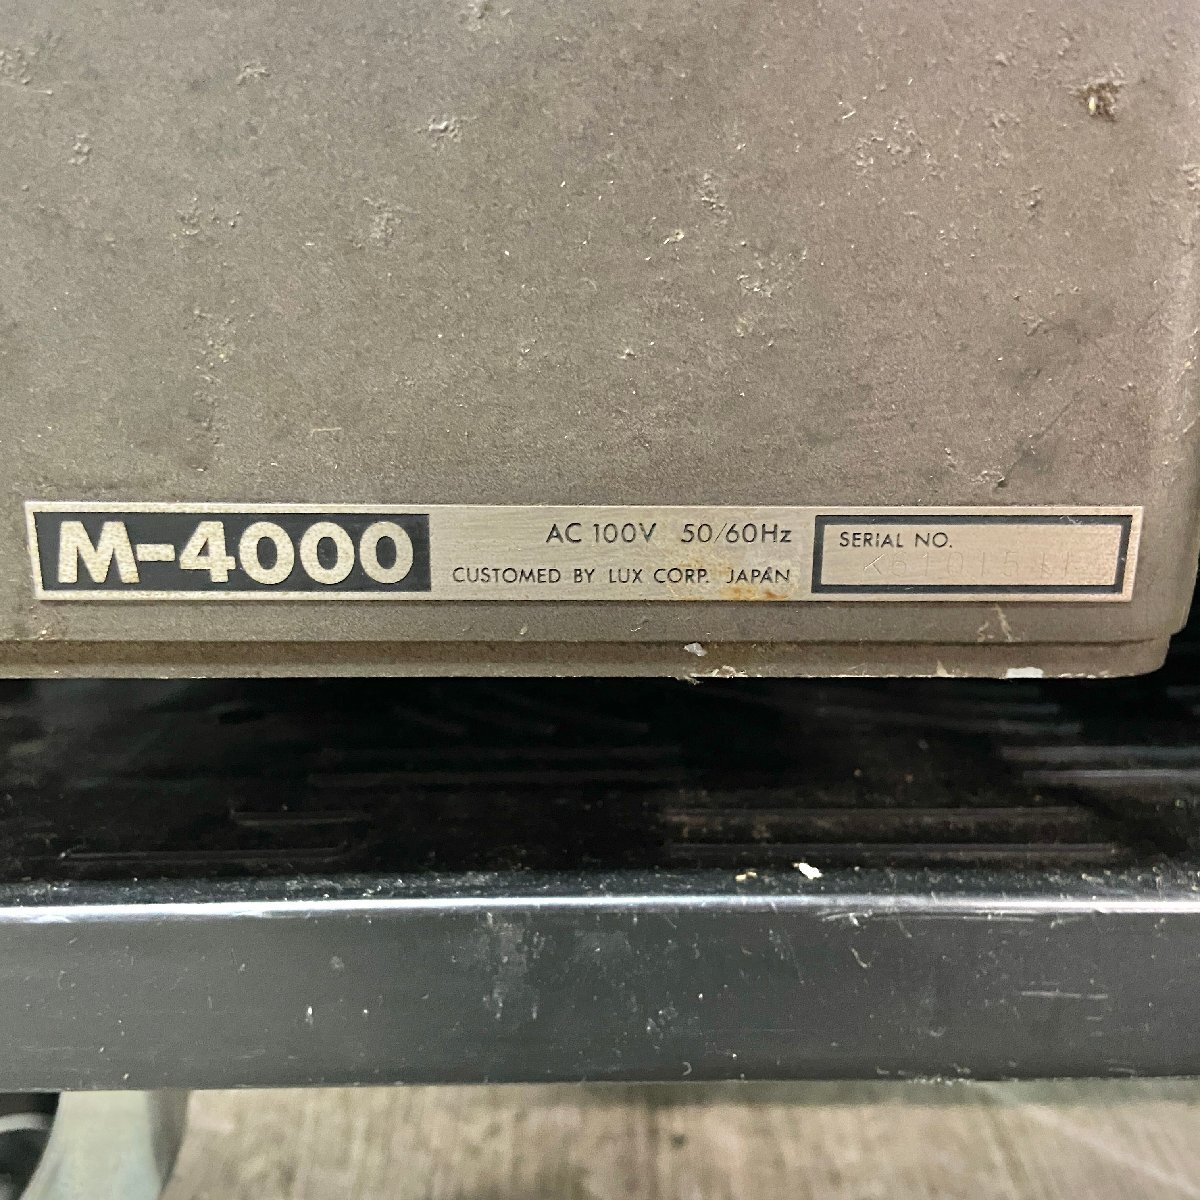 M-4000
AC 100V 50/60Hz
CUSTOMED BY LUX CORP. JAPAN
SERIAL NO.